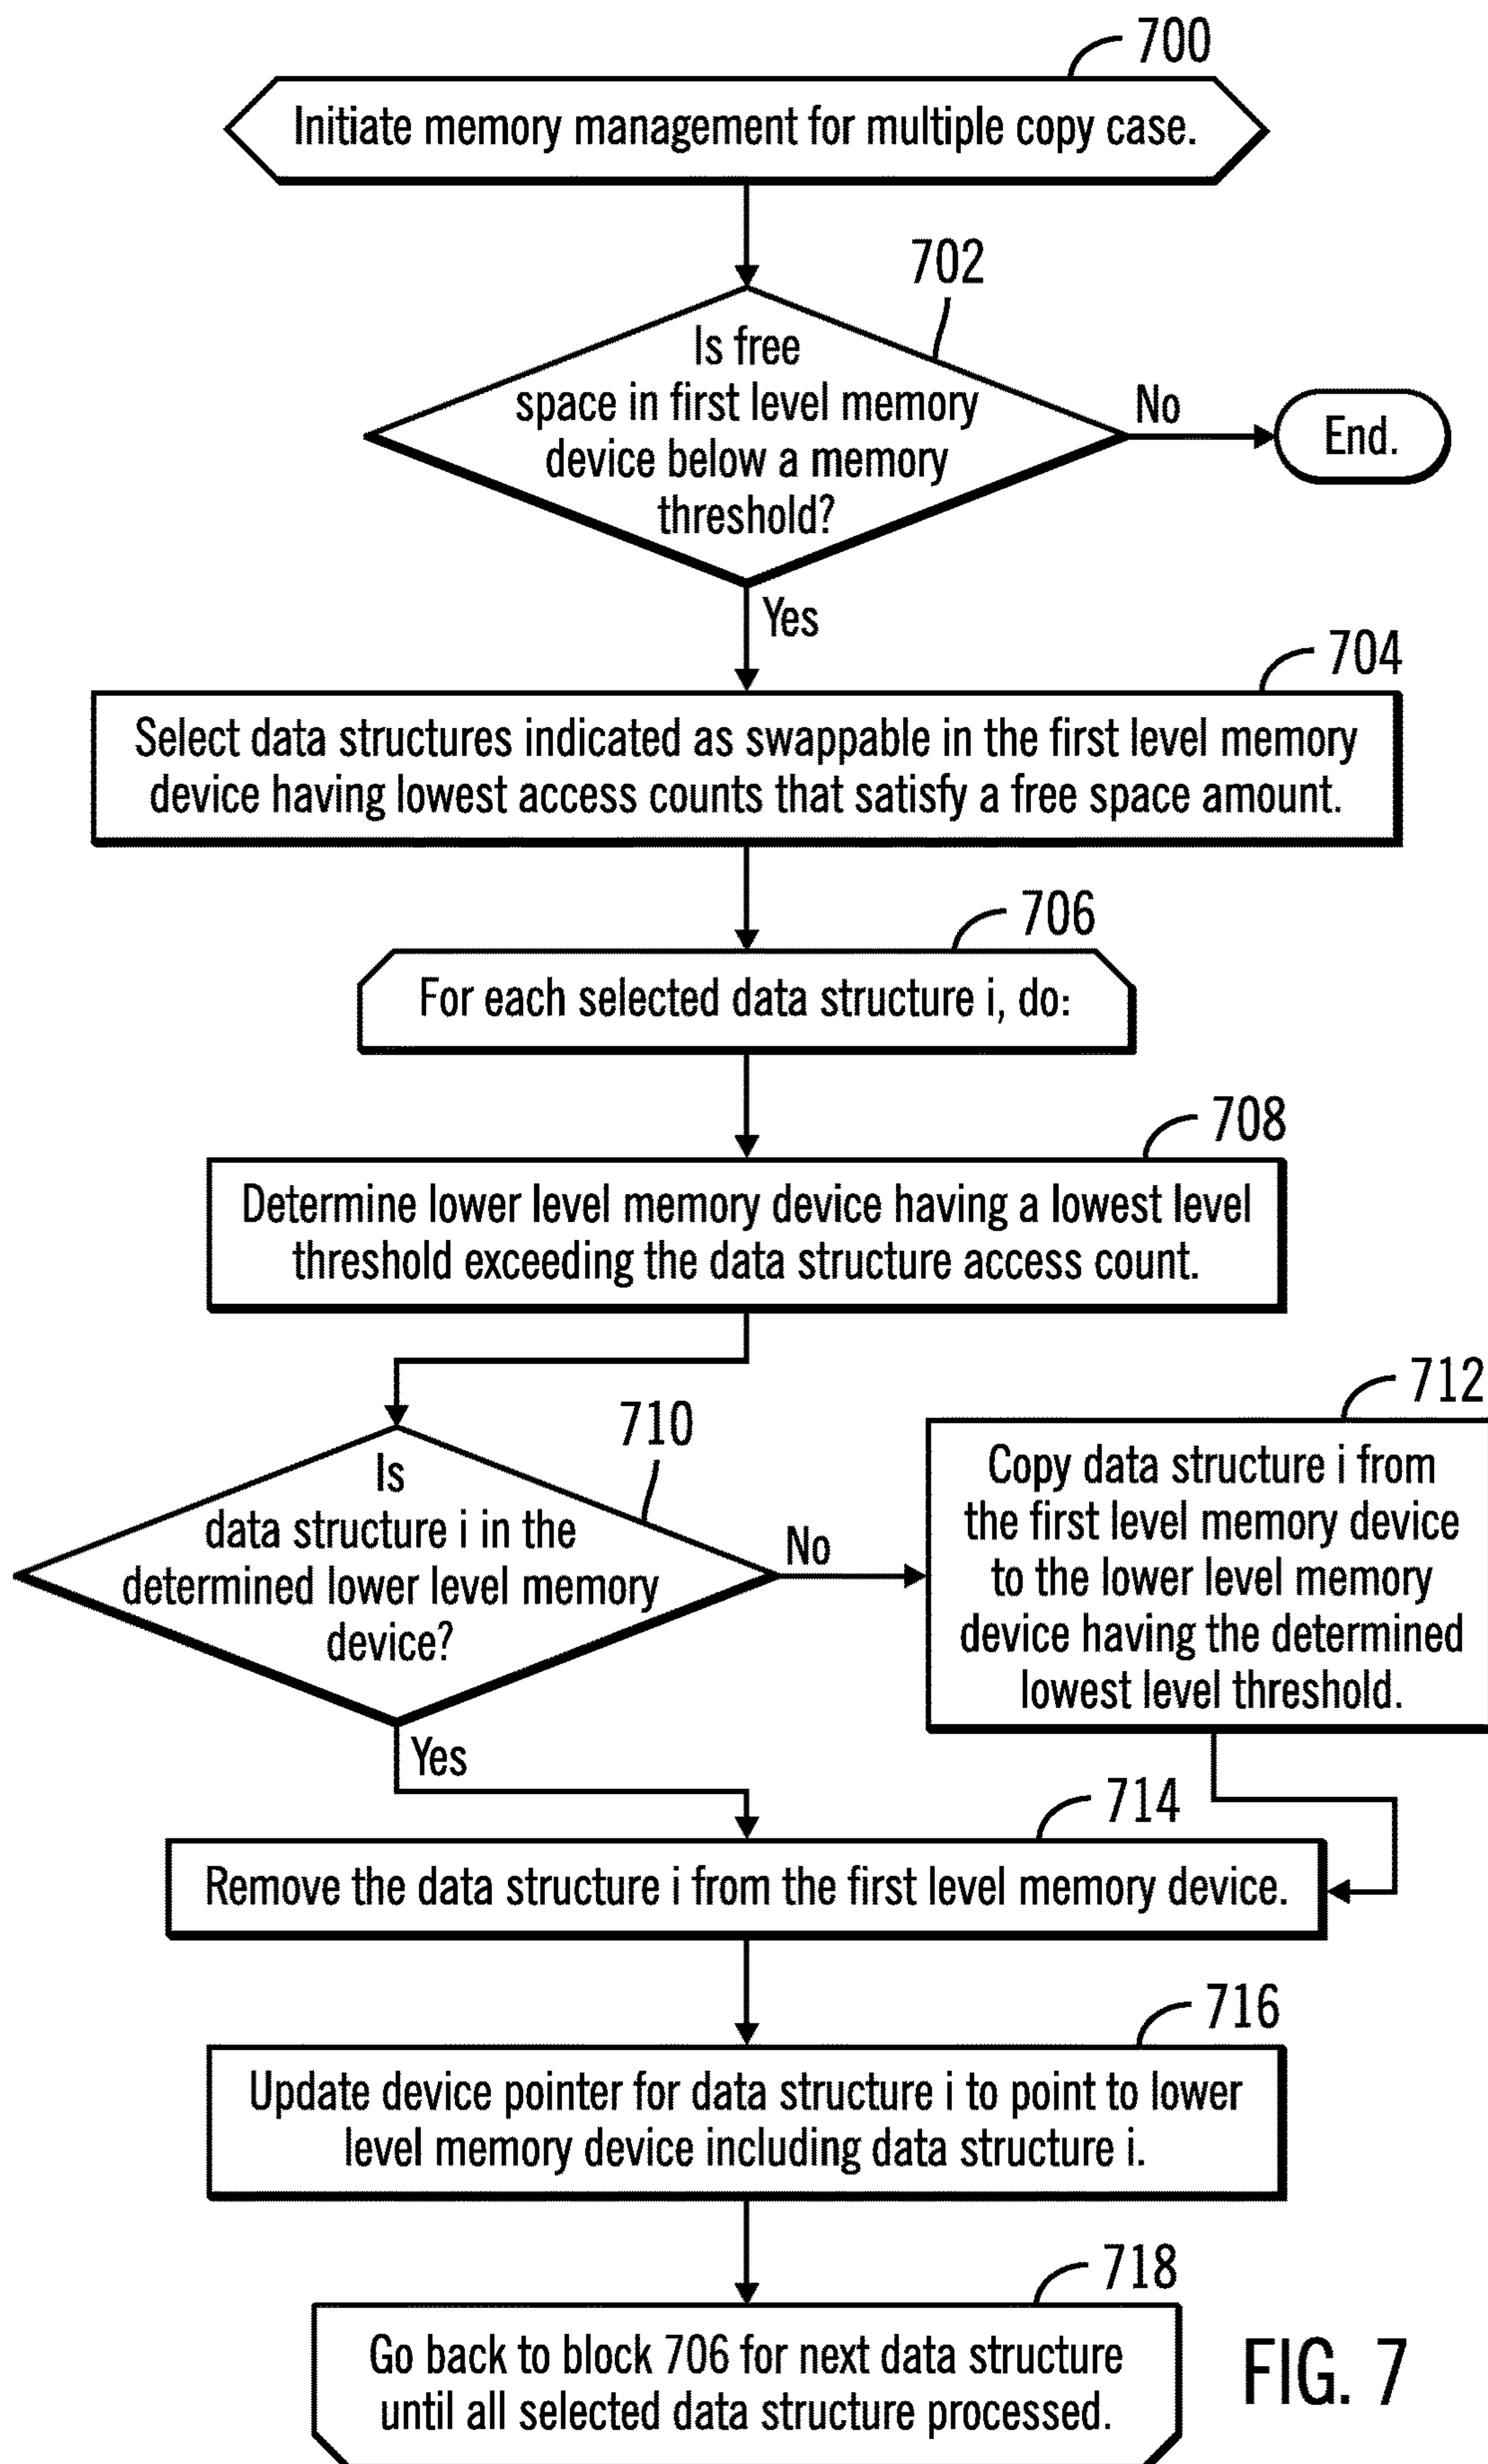 700
Initiate memory management for multiple copy case.
702
Is free
space in first level memory
device below a memory
threshold?
No
End.
Yes
704
Select data structures indicated as swappable in the first level memory
device having lowest access counts that satisfy a free space amount.
706
For each selected data structure i, do:
708
Determine lower level memory device having a lowest level
threshold exceeding the data structure access count.
710
Is
data structure i in the
determined lower level memory
device?
No
712
Copy data structure i from
the first level memory device
to the lower level memory
device having the determined
lowest level threshold.
Yes
714
Remove the data structure i from the first level memory device.
716
Update device pointer for data structure i to point to lower
level memory device including data structure i.
718
Go back to block 706 for next data structure
until all selected data structure processed.
FIG. 7